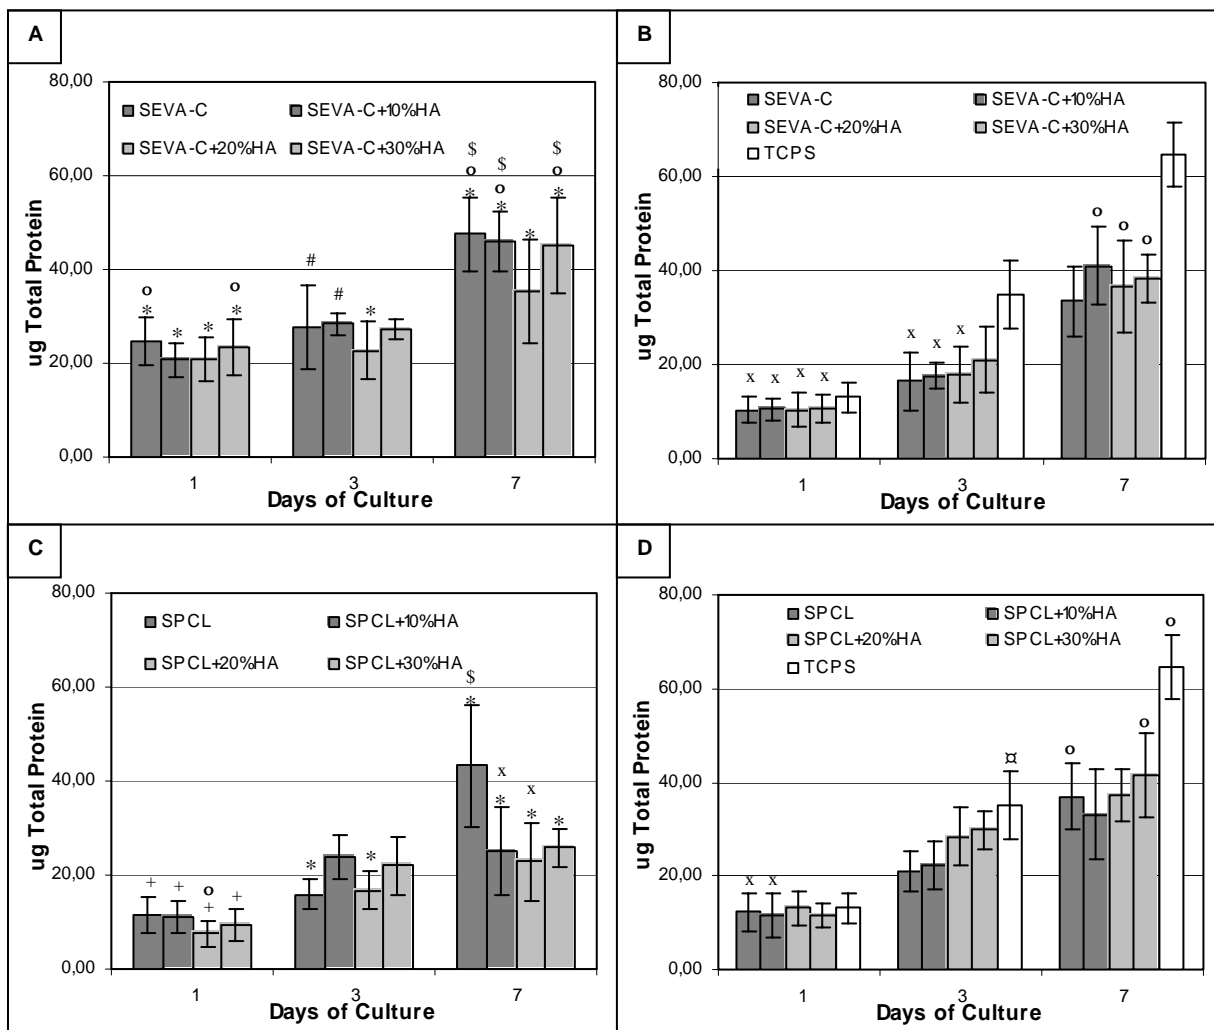 A
80,00
60,00
40,00
20,00
0,00
ug Total Protein
SEVA-C SEVA-C+10%HA
SEVA-C+20%HA SEVA-C+30%HA
o
*
*
*
o
*
#
#
*
$
o
*
$
o
*
*
$
o
*
1 3 7
Days of Culture
B
80,00
60,00
40,00
20,00
0,00
ug Total Protein
SEVA-C SEVA-C+10%HA
SEVA-C+20%HA SEVA-C+30%HA
TCPS
x x x x
x x x
o o o
1 3 7
Days of Culture
C
80,00
60,00
40,00
20,00
0,00
ug Total Protein
SPCL SPCL+10%HA
SPCL+20%HA SPCL+30%HA
+
+
o
+
+
*
*
$
*
x
*
x
*
*
1 3 7
Days of Culture
D
80,00
60,00
40,00
20,00
0,00
ug Total Protein
SPCL SPCL+10%HA
SPCL+20%HA SPCL+30%HA
TCPS
x x
¤
o
o
o
1 3 7
Days of Culture